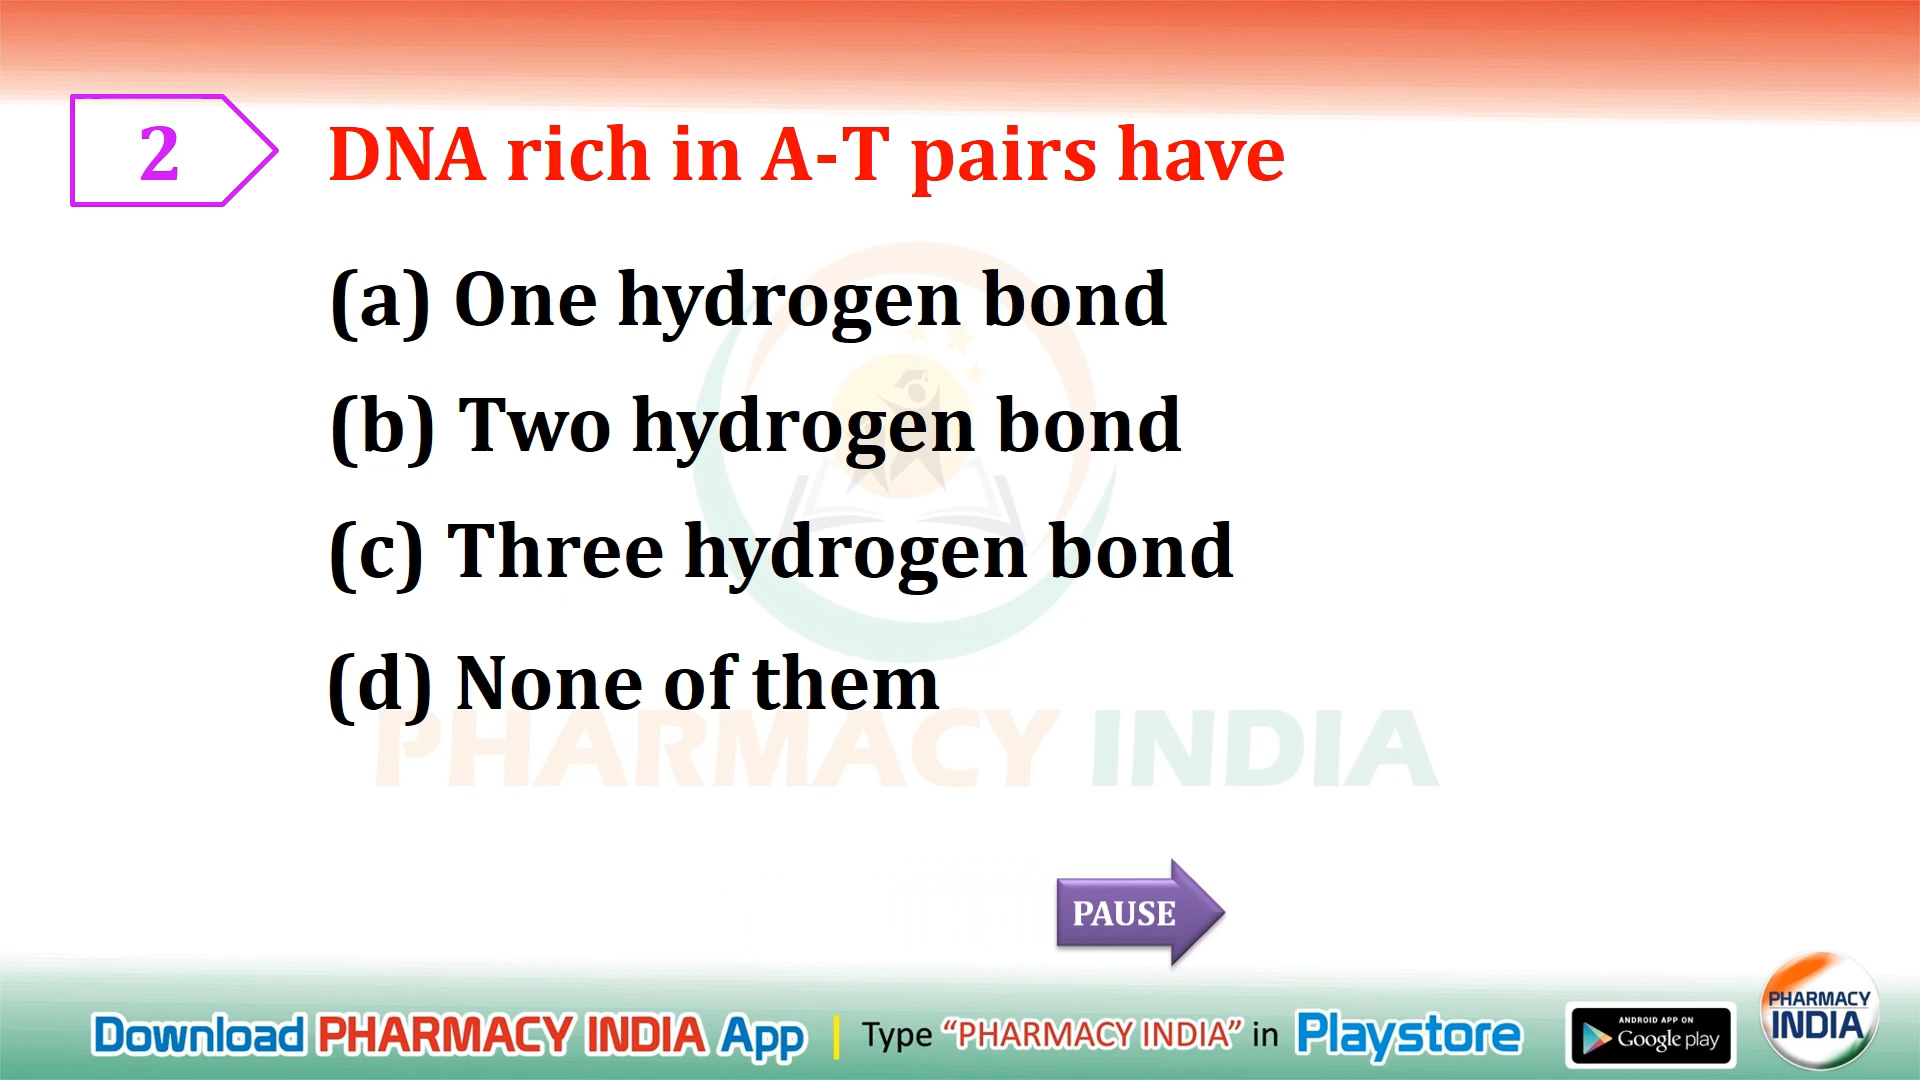 2
DNA rich in A-T pairs have
(a) One hydrogen bond
(b) Two hydrogen bond
(c) Three hydrogen bond
(d) None of them
PHARMACY INDIA
PAUSE
Download PHARMACY INDIA App | Type “PHARMACY INDIA” in Playstore
ANDROID APP ON
Google play
PHARMACY
INDIA